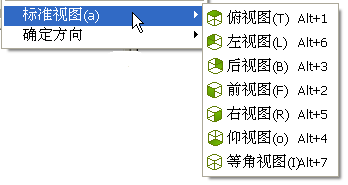 标准视图(a)
确定方向
俯视图(T) Alt+1
左视图(L) Alt+6
后视图(B) Alt+3
前视图(F) Alt+2
右视图(R) Alt+5
仰视图(o) Alt+4
等角视图(I)Alt+7